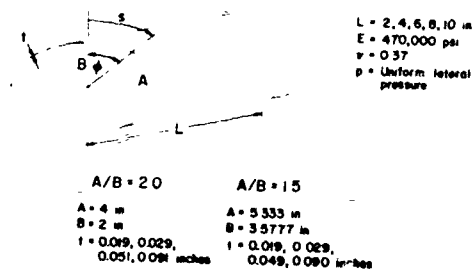 s
t
B
φ
A
L
L = 2,4,6,8,10 in
E = 470,000 psi
ν = 0.37
p = Uniform lateral
pressure
A/B = 2.0
A = 4 in
B = 2 in
t = 0.019, 0.029,
0.051, 0.091 inches
A/B = 1.5
A = 5.333 in
B = 3.5777 in
t = 0.019, 0.029,
0.049, 0.090 inches